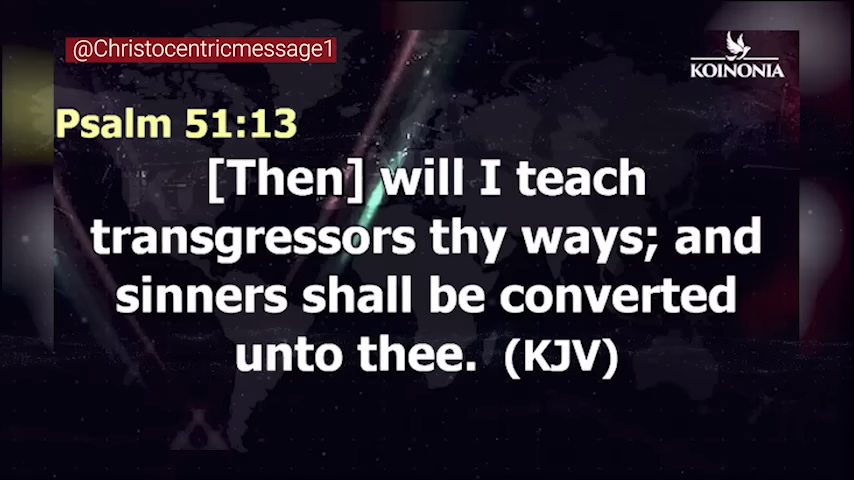 @Christocentricmessage1
KOINONIA
Psalm 51:13
[Then] will I teach
transgressors thy ways; and
sinners shall be converted
unto thee. (KJV)